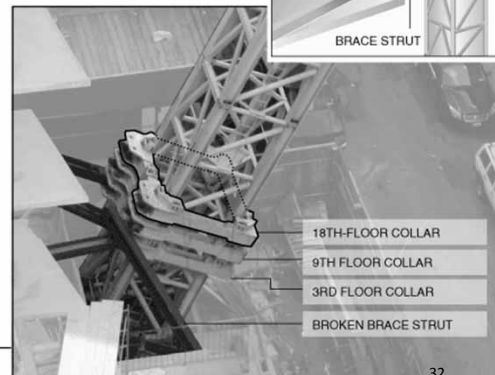 BRACE STRUT
18TH-FLOOR COLLAR
9TH FLOOR COLLAR
3RD FLOOR COLLAR
BROKEN BRACE STRUT
32